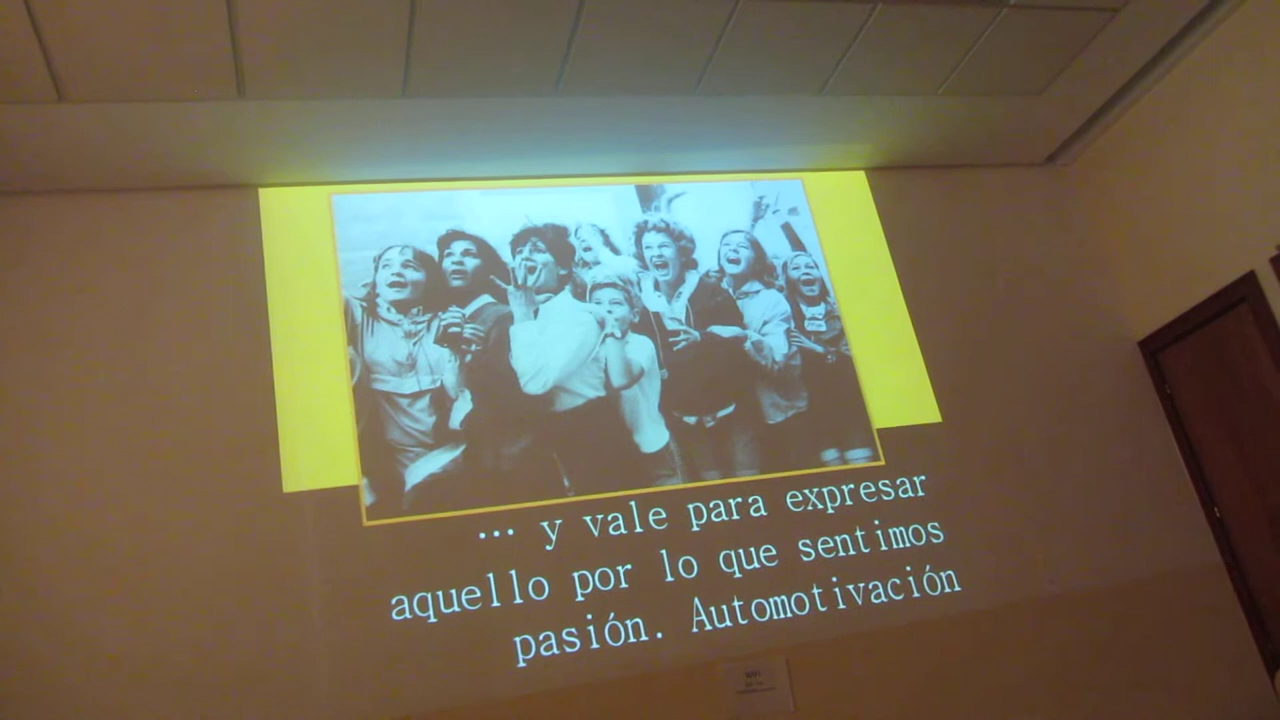 ... y vale para expresar
aquello por lo que sentimos
pasión. Automotivación